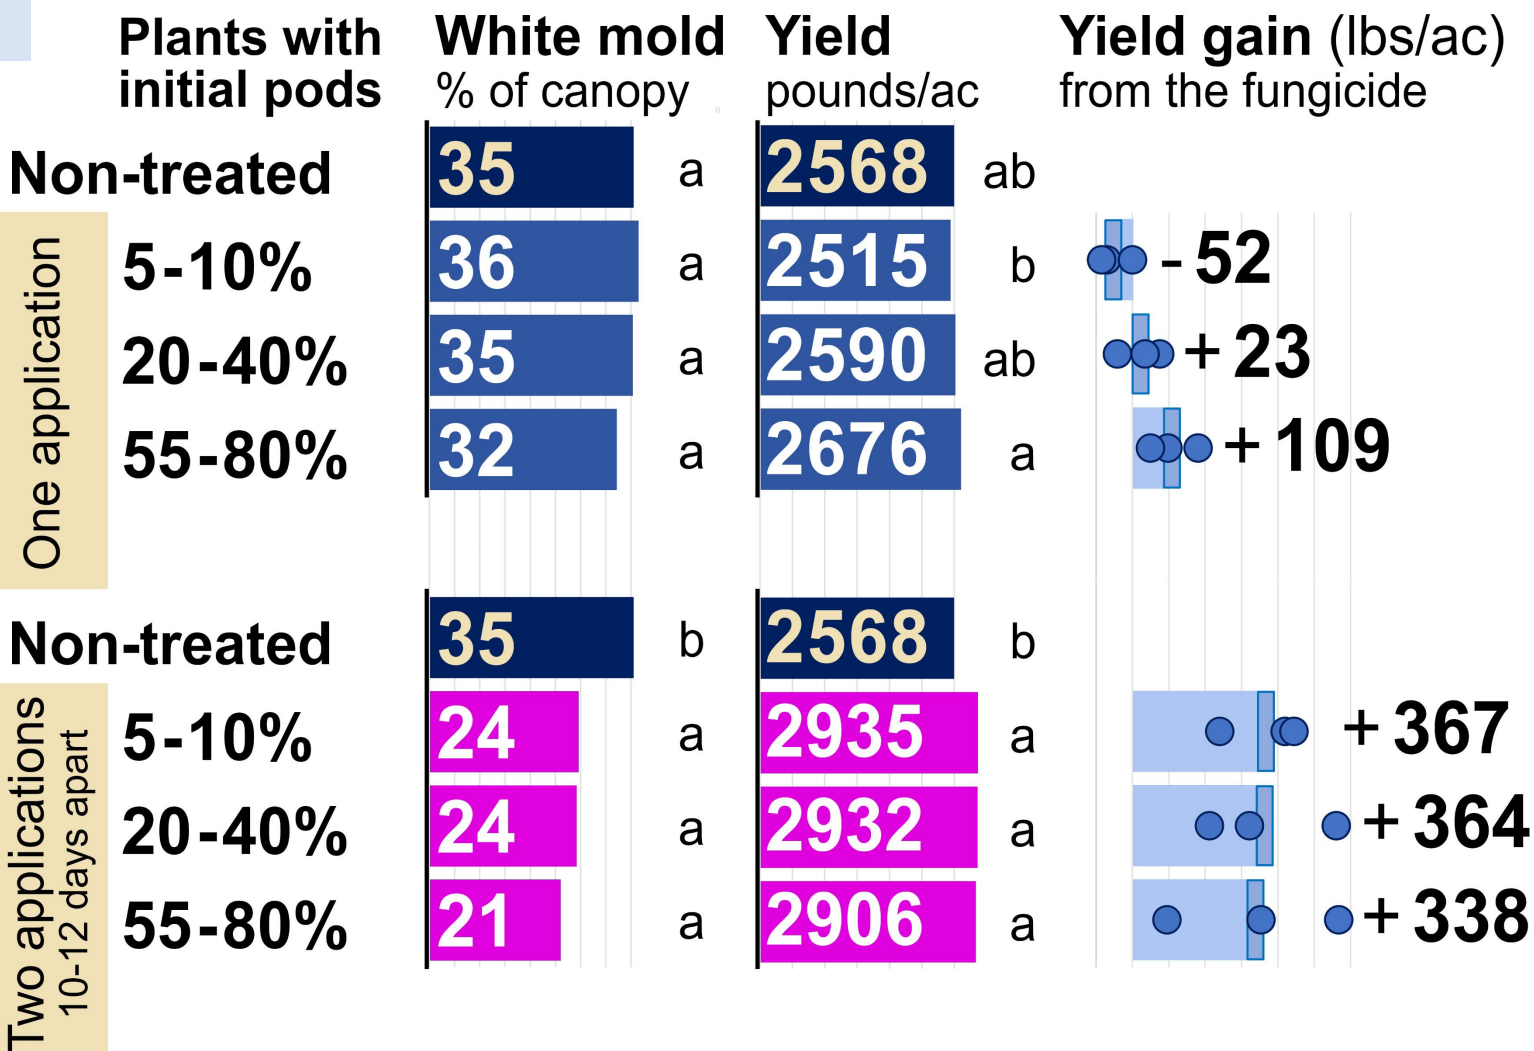 Plants with initial pods
White mold
% of canopy
Yield
pounds/ac
Yield gain (lbs/ac)
from the fungicide
Non-treated 35 a 2568 ab
One application
5-10% 36 a 2515 b - 52
20-40% 35 a 2590 ab + 23
55-80% 32 a 2676 a + 109
Non-treated 35 b 2568 b
Two applications
10-12 days apart
5-10% 24 a 2935 a + 367
20-40% 24 a 2932 a + 364
55-80% 21 a 2906 a + 338